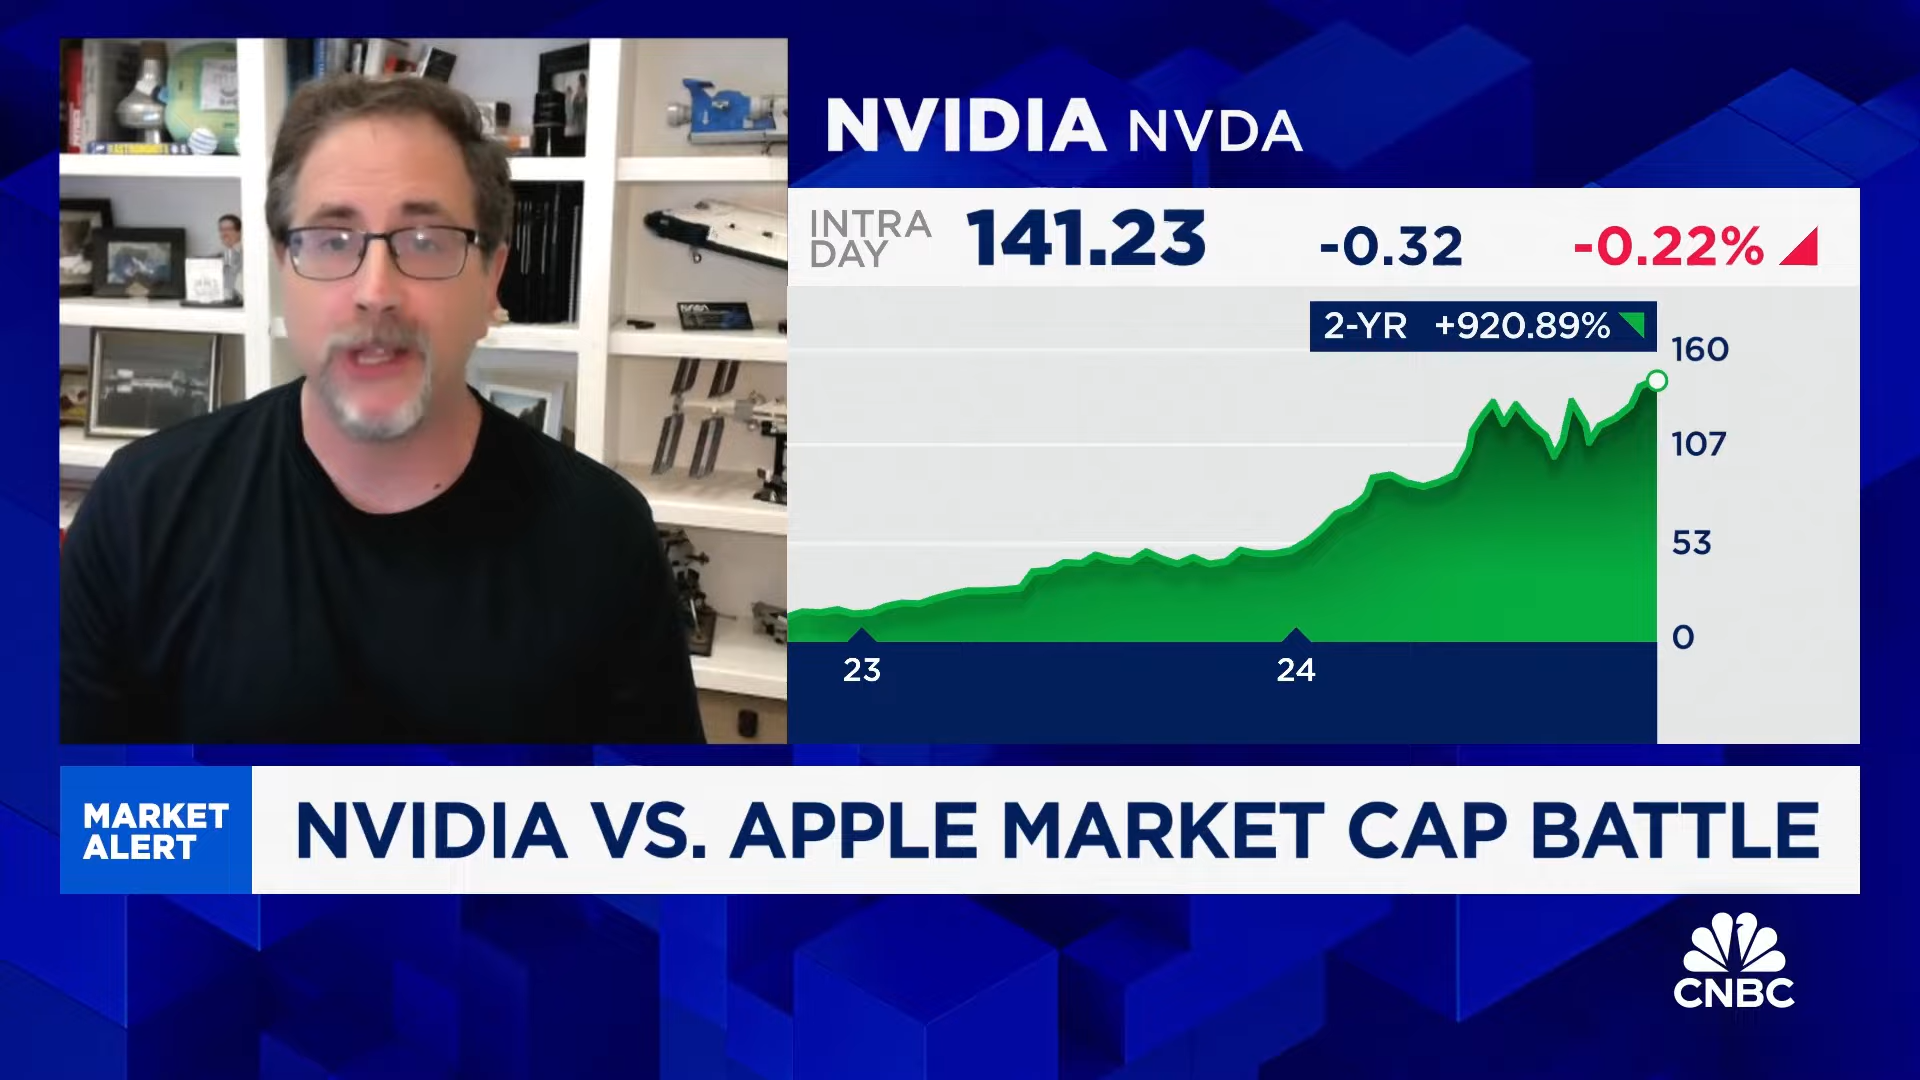 NVIDIA NVDA
INTRA
DAY
141.23
-0.32
-0.22%
2-YR +920.89%
160
107
53
0
23
24
MARKET
ALERT
NVIDIA VS. APPLE MARKET CAP BATTLE
CNBC